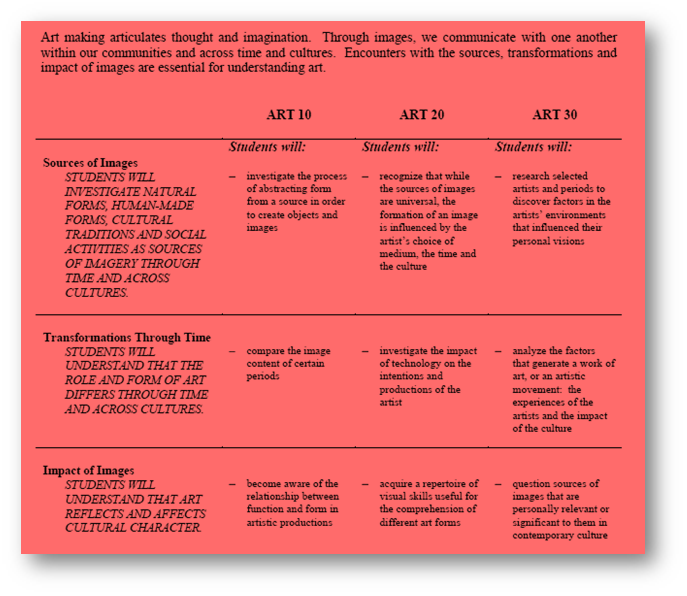 Art making articulates thought and imagination. Through images, we communicate with one another
within our communities and across time and cultures. Encounters with the sources, transformations and
impact of images are essential for understanding art.
ART 10 ART 20 ART 30
Students will: Students will: Students will:
Sources of Images
STUDENTS WILL
INVESTIGATE NATURAL
FORMS, HUMAN-MADE
FORMS, CULTURAL
TRADITIONS AND SOCIAL
ACTIVITIES AS SOURCES
OF IMAGERY THROUGH
TIME AND ACROSS
CULTURES.
– investigate the process
of abstracting form
from a source in order
to create objects and
images
– recognize that while
the sources of images
are universal, the
formation of an image
is influenced by the
artist's choice of
medium, the time and
the culture
– research selected
artists and periods to
discover factors in the
artists' environments
that influenced their
personal visions
Transformations Through Time
STUDENTS WILL
UNDERSTAND THAT THE
ROLE AND FORM OF ART
DIFFERS THROUGH TIME
AND ACROSS CULTURES.
– compare the image
content of certain
periods
– investigate the impact
of technology on the
intentions and
productions of the
artist
– analyze the factors
that generate a work of
art, or an artistic
movement: the
experiences of the
artists and the impact
of the culture
Impact of Images
STUDENTS WILL
UNDERSTAND THAT ART
REFLECTS AND AFFECTS
CULTURAL CHARACTER.
– become aware of the
relationship between
function and form in
artistic productions
– acquire a repertoire of
visual skills useful for
the comprehension of
different art forms
– question sources of
images that are
personally relevant or
significant to them in
contemporary culture